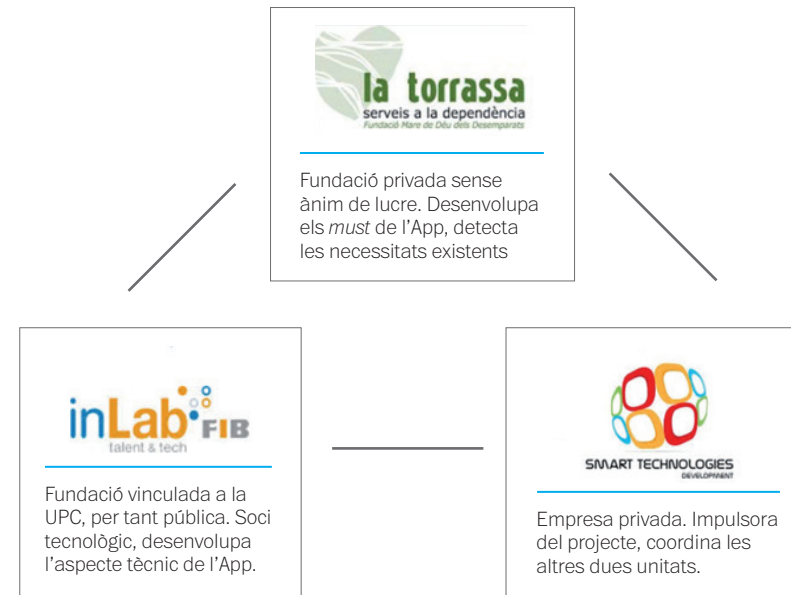 la torrassa
serveis a la dependència
Fundació Mare de Déu dels Desemparats
Fundació privada sense
ànim de lucre. Desenvolupa
els must de l’App, detecta
les necessitats existents
inLab FIB
talent & tech
Fundació vinculada a la
UPC, per tant pública. Soci
tecnològic, desenvolupa
l’aspecte tècnic de l’App.
SMART TECHNOLOGIES
DEVELOPMENT
Empresa privada. Impulsora
del projecte, coordina les
altres dues unitats.